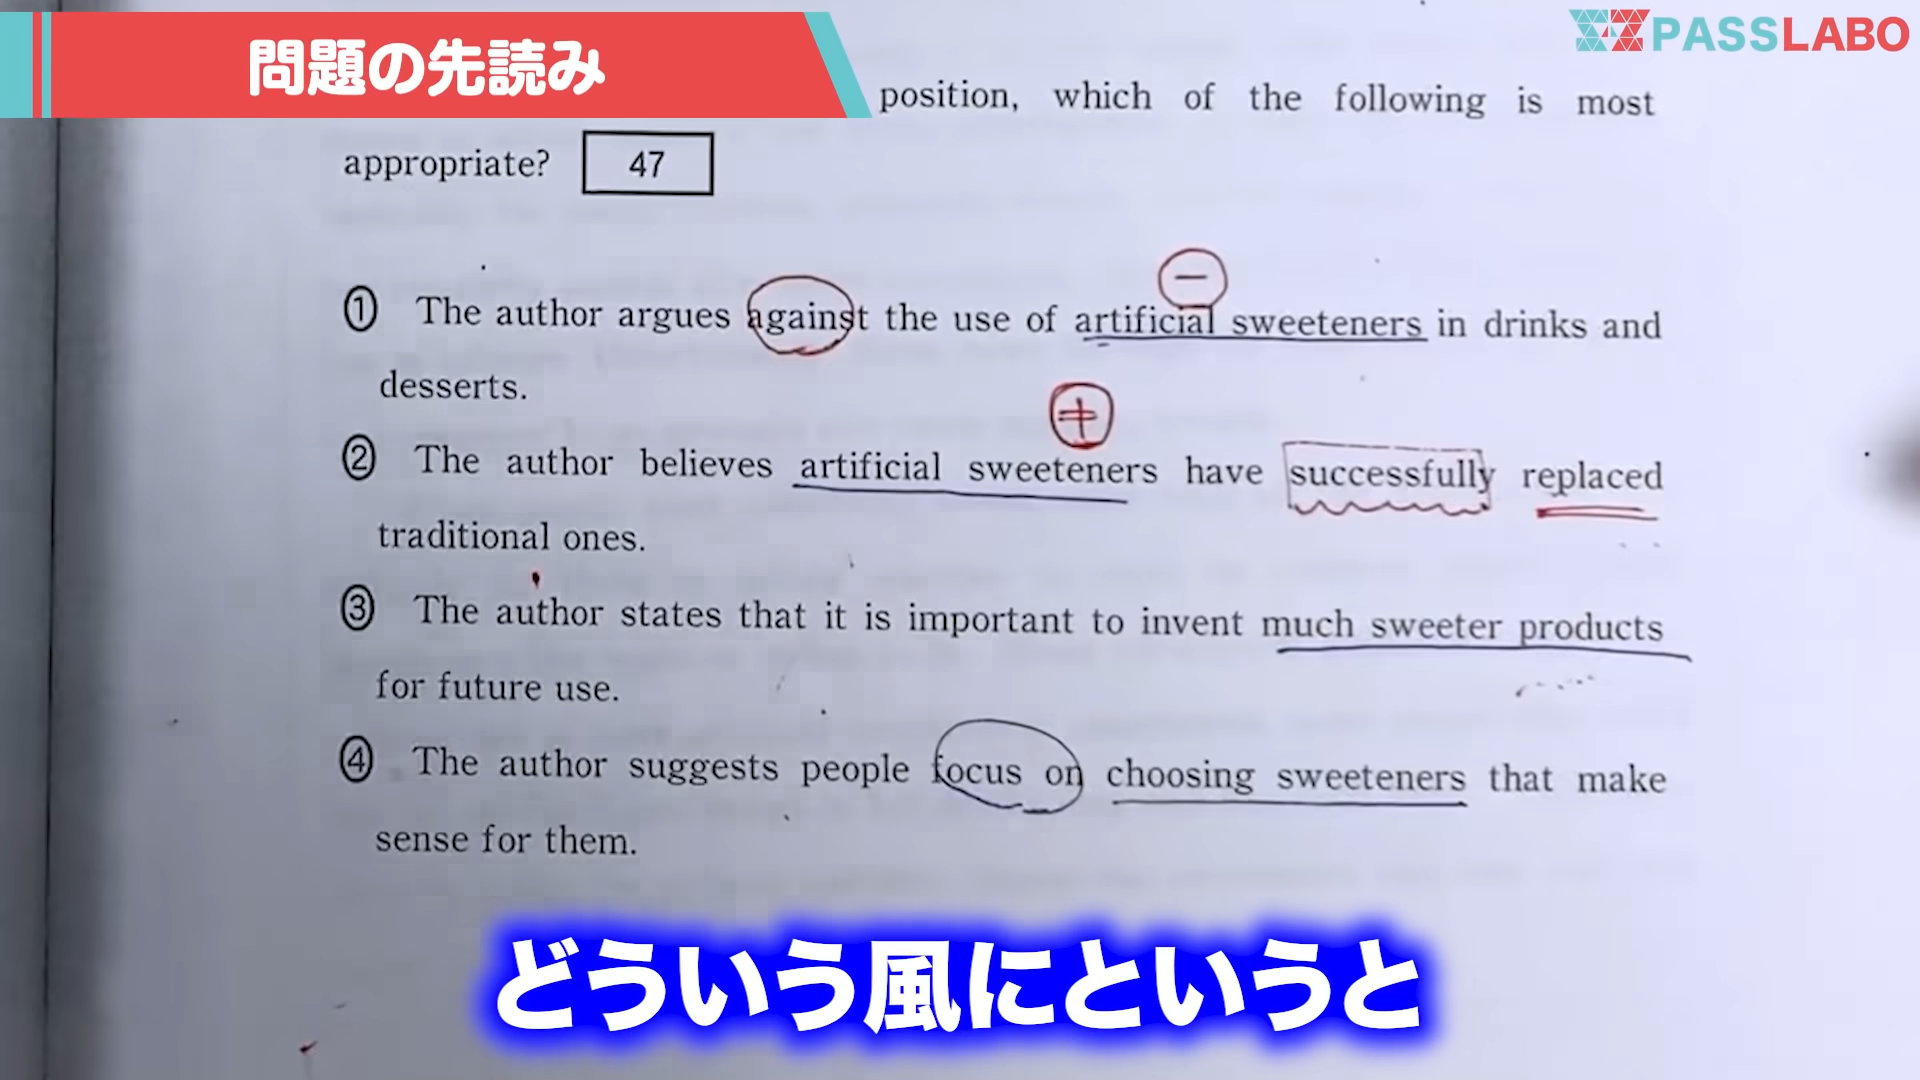 問題の先読み
PASSLABO
position, which of the following is most
appropriate? 47
① The author argues against the use of artificial sweeteners in drinks and
desserts.
② The author believes artificial sweeteners have successfully replaced
traditional ones.
③ The author states that it is important to invent much sweeter products
for future use.
④ The author suggests people focus on choosing sweeteners that make
sense for them.
どういう風にというと